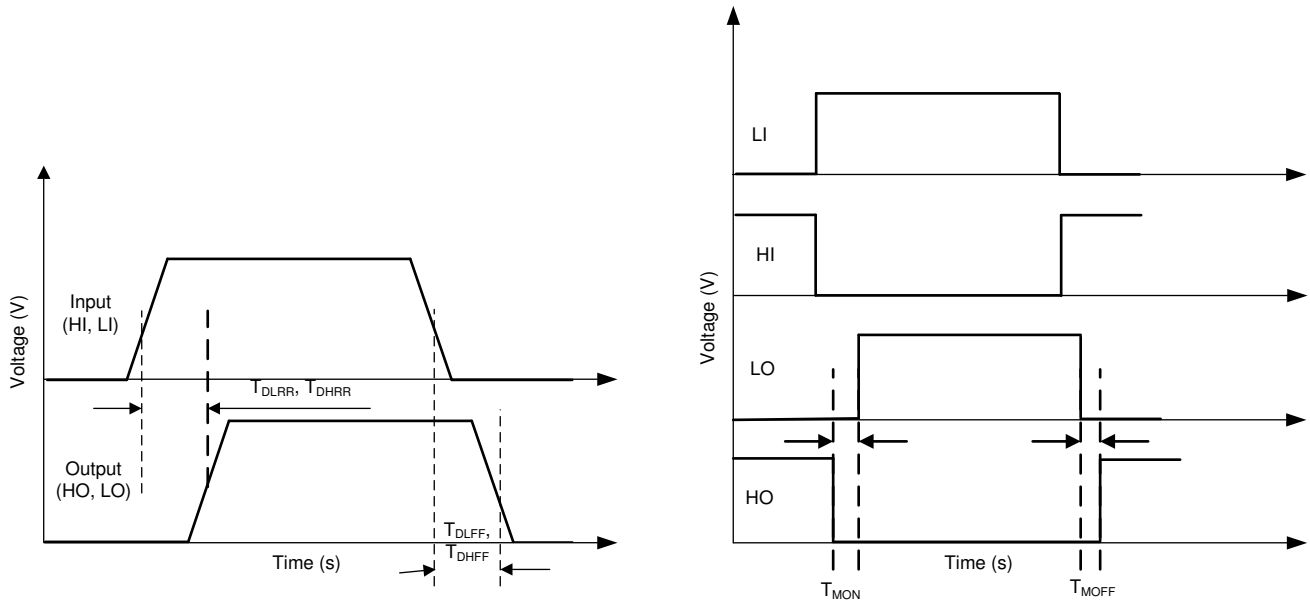 Voltage (V)
Input
(HI, LI)
T_DLRR, T_DHRR
Output
(HO, LO)
T_DLFF,
T_DHFF
Time (s)
Voltage (V)
LI
HI
LO
HO
T_MON
Time (s)
T_MOFF